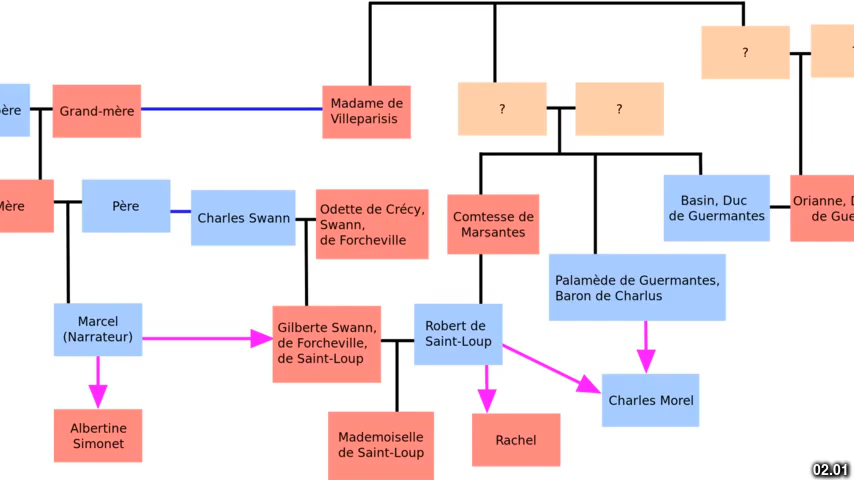 ?
?
?
?
ère
Grand-mère
Madame de
Villeparisis
Mère
Père
Charles Swann
Odette de Crécy,
Swann,
de Forcheville
Comtesse de
Marsantes
Basin, Duc
de Guermantes
Orianne, D
de Gue
Palamède de Guermantes,
Baron de Charlus
Marcel
(Narrateur)
Gilberte Swann,
de Forcheville,
de Saint-Loup
Robert de
Saint-Loup
Charles Morel
Albertine
Simonet
Mademoiselle
de Saint-Loup
Rachel
02.01